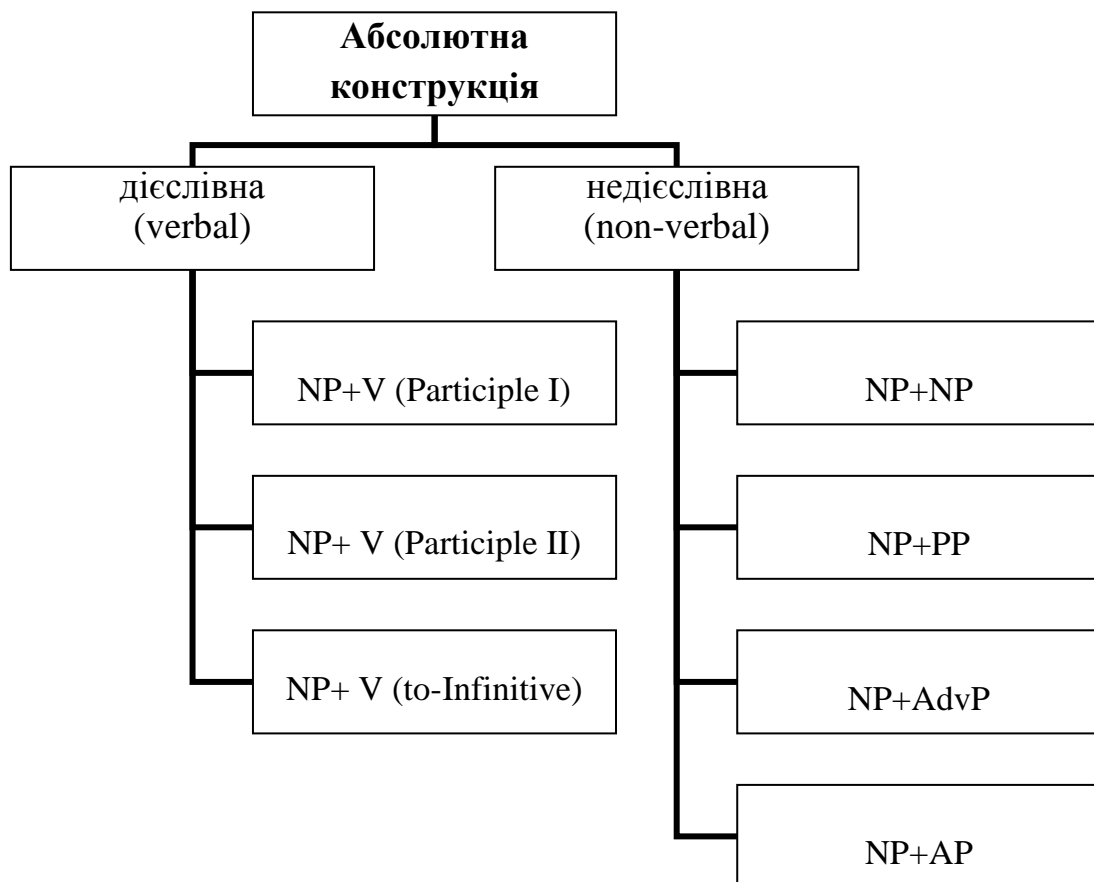 Абсолютна
конструкція
дієслівна
(verbal)
недієслівна
(non-verbal)
NP+V (Participle I)
NP+ V (Participle II)
NP+ V (to-Infinitive)
NP+NP
NP+PP
NP+AdvP
NP+AP